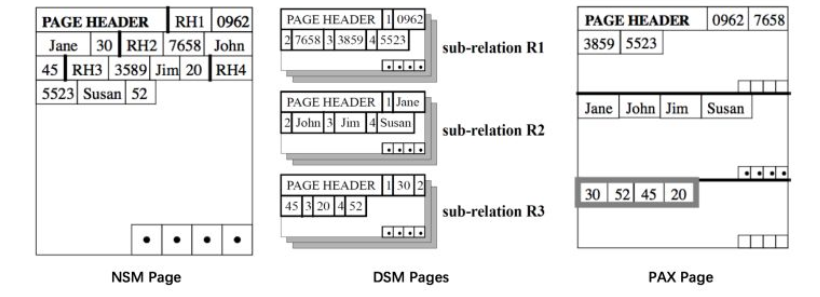 PAGE HEADER RH1 0962
Jane 30 RH2 7658 John
45 RH3 3589 Jim 20 RH4
5523 Susan 52
NSM Page
PAGE HEADER 1 0962
2 7658 3 3859 4 5523
sub-relation R1
PAGE HEADER 1 Jane
2 John 3 Jim 4 Susan
sub-relation R2
PAGE HEADER 1 30 2
45 3 20 4 52
sub-relation R3
DSM Pages
PAGE HEADER 0962 7658
3859 5523
Jane John Jim Susan
30 52 45 20
PAX Page